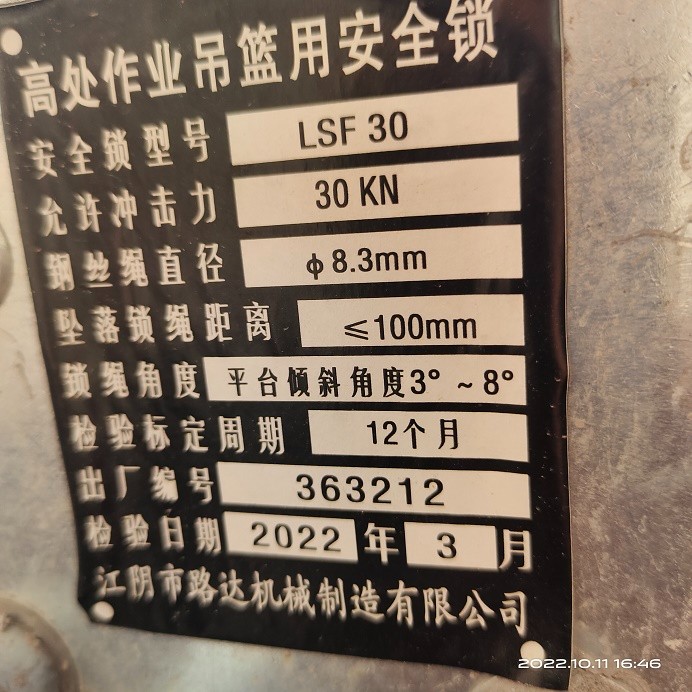 高处作业吊篮用安全锁
安全锁型号 LSF 30
允许冲击力 30 KN
钢丝绳直径 ф8.3mm
坠落锁绳距离 ≤100mm
锁绳角度 平台倾斜角度3° ~ 8°
检验标定周期 12个月
出厂编号 363212
检验日期 2022 年 3 月
江阴市路达机械制造有限公司
2022.10.11 16:46